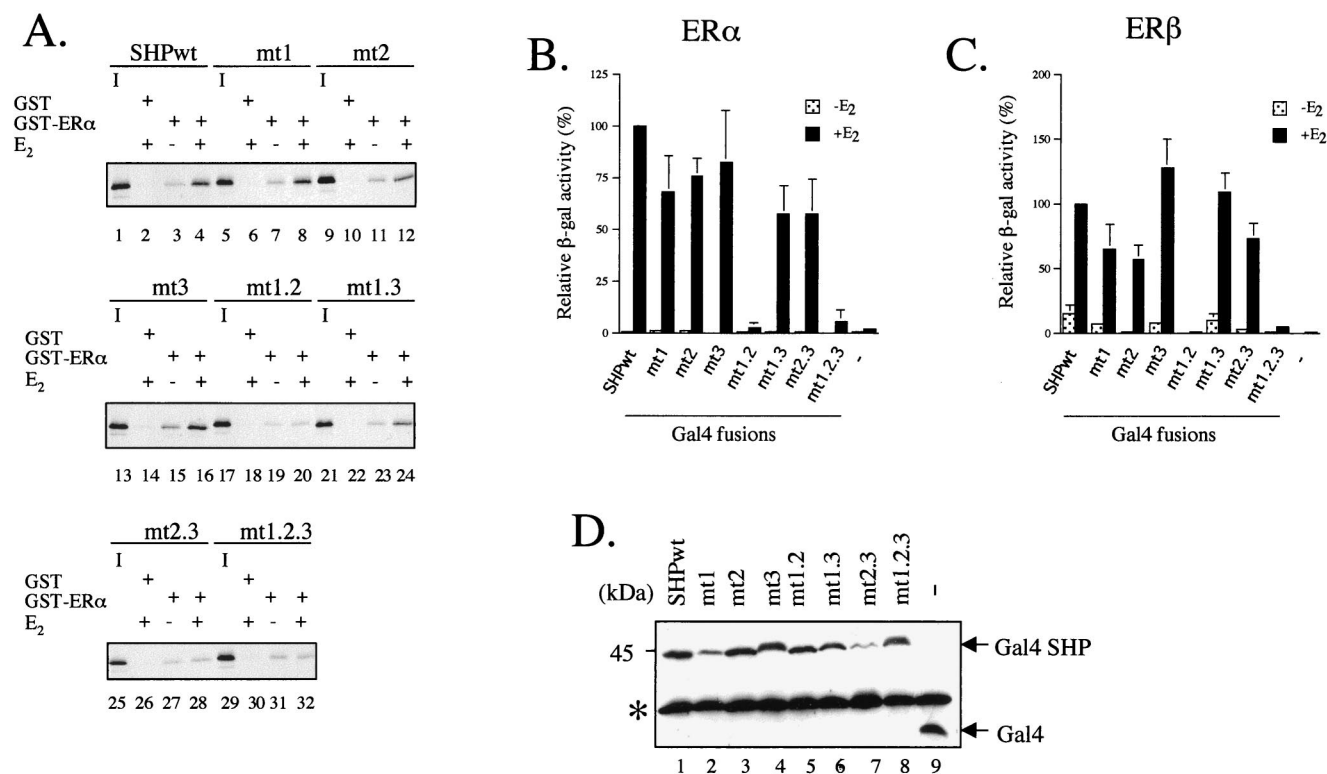 A.
SHPwt mt1 mt2
I I I
GST + + +
GST-ERα + + + + + +
E2 + - + + - + + - +
1 2 3 4 5 6 7 8 9 10 11 12
mt3 mt1.2 mt1.3
I I I
GST + + +
GST-ERα + + + + + +
E2 + - + + - + + - +
13 14 15 16 17 18 19 20 21 22 23 24
mt2.3 mt1.2.3
I I
GST + +
GST-ERα + + + +
E2 + - + + - +
25 26 27 28 29 30 31 32
B.
ERα
Relative β-gal activity (%)
125
100
75
50
25
0
-E2
+E2
SHPwt mt1 mt2 mt3 mt1.2 mt1.3 mt2.3 mt1.2.3 -
Gal4 fusions
C.
ERβ
Relative β-gal activity (%)
200
150
100
50
0
-E2
+E2
SHPwt mt1 mt2 mt3 mt1.2 mt1.3 mt2.3 mt1.2.3 -
Gal4 fusions
D.
(kDa) SHPwt mt1 mt2 mt3 mt1.2 mt1.3 mt2.3 mt1.2.3 -
45
Gal4 SHP
*
Gal4
1 2 3 4 5 6 7 8 9